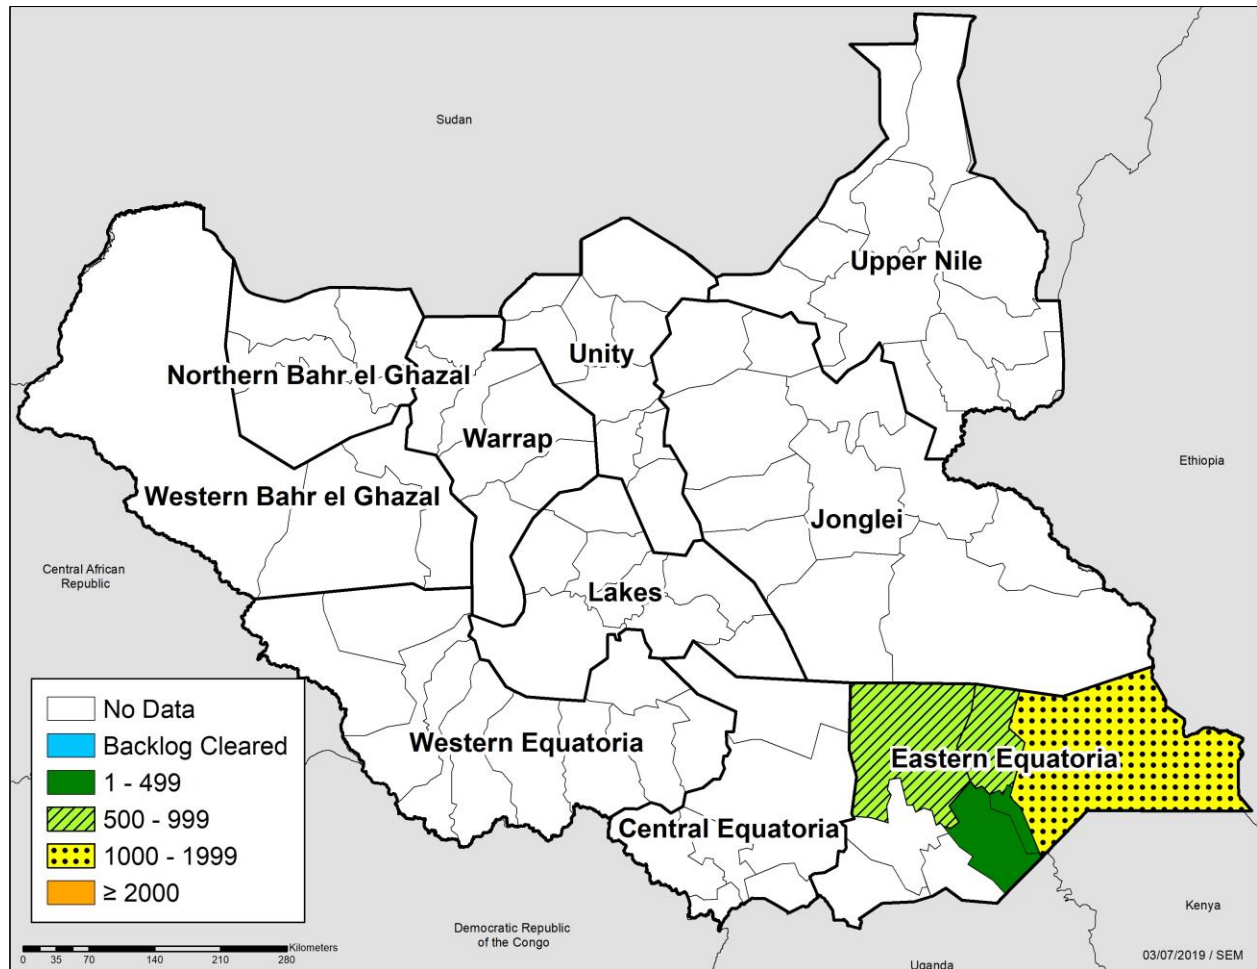 Sudan
Upper Nile
Unity
Northern Bahr el Ghazal
Warrap
Ethiopia
Western Bahr el Ghazal
Jonglei
Central African
Republic
Lakes
No Data
Backlog Cleared
1 - 499
500 - 999
1000 - 1999
≥ 2000
Western Equatoria
Eastern Equatoria
Central Equatoria
Kenya
Democratic Republic
of the Congo
Kilometers
0 35 70 140 210 280
03/07/2019 / SEM
Uganda